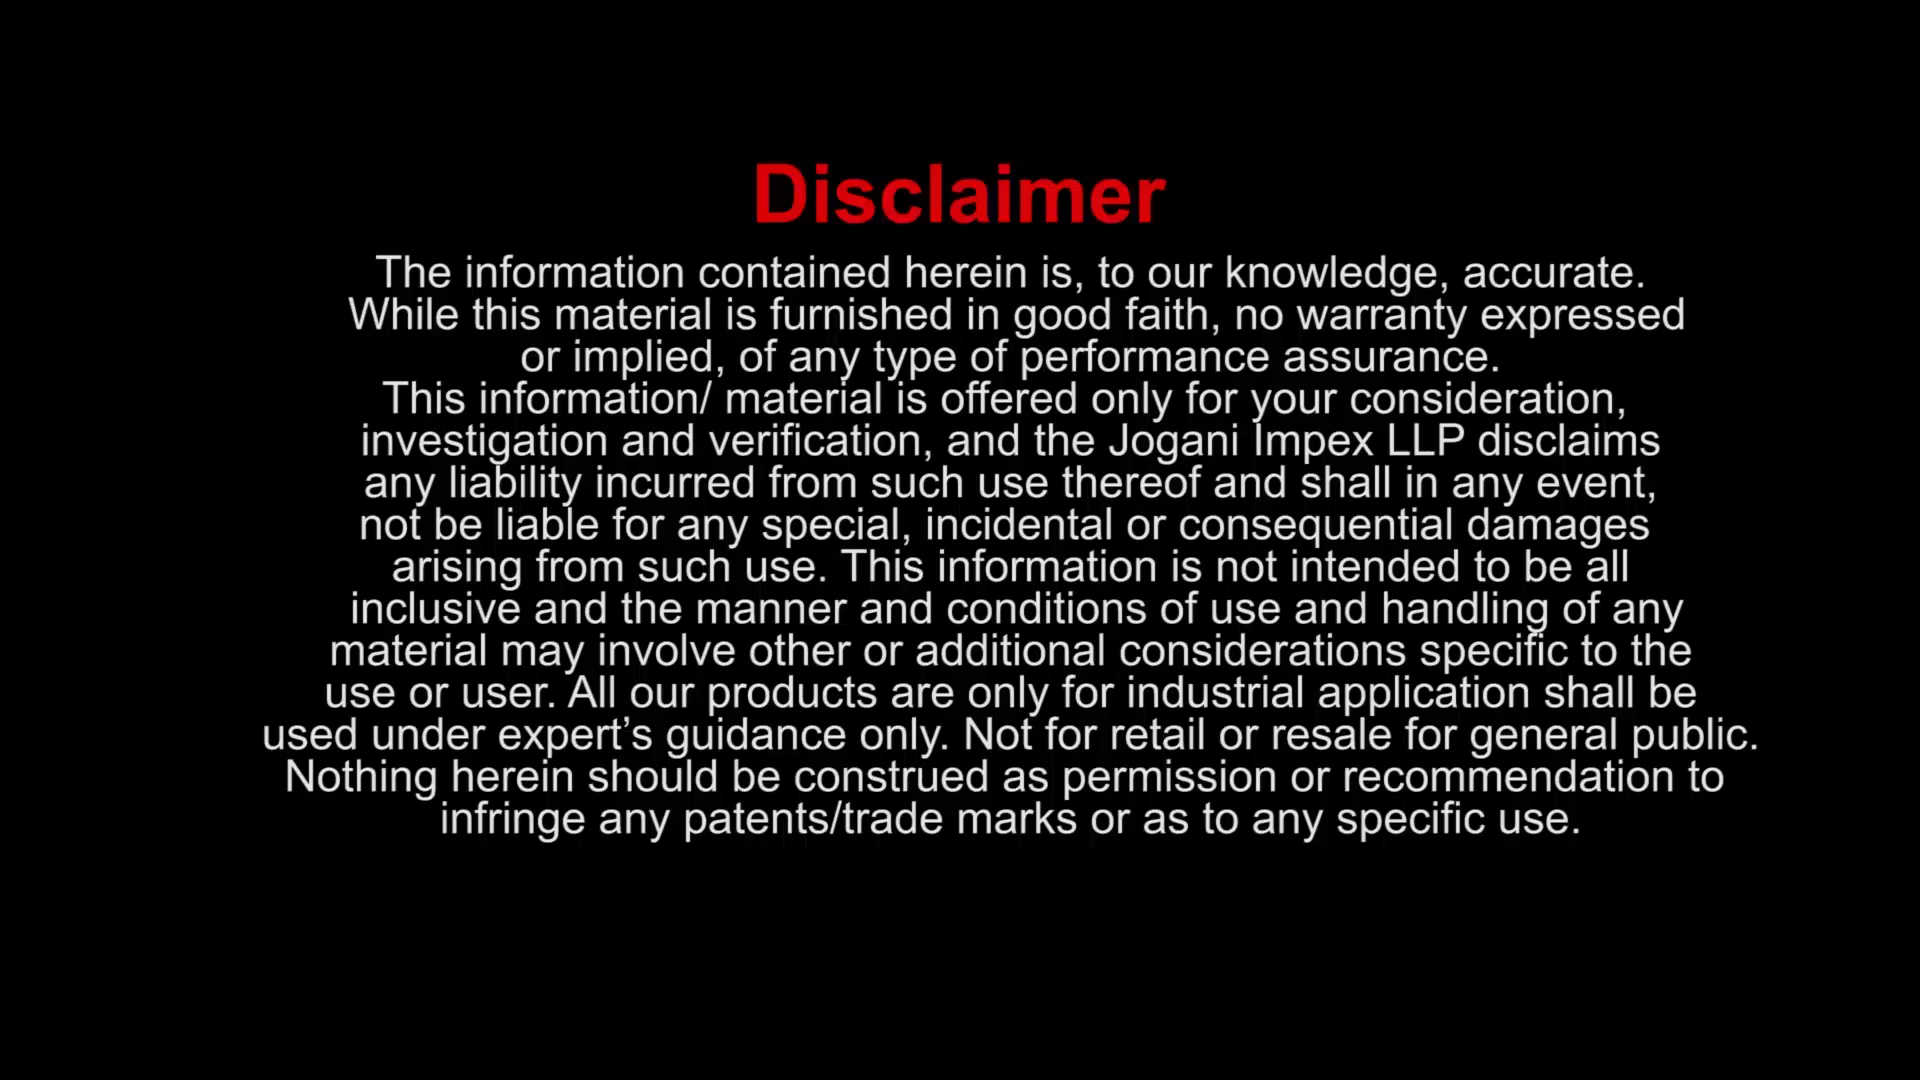 Disclaimer
The information contained herein is, to our knowledge, accurate.
While this material is furnished in good faith, no warranty expressed
or implied, of any type of performance assurance.
This information/ material is offered only for your consideration,
investigation and verification, and the Jogani Impex LLP disclaims
any liability incurred from such use thereof and shall in any event,
not be liable for any special, incidental or consequential damages
arising from such use. This information is not intended to be all
inclusive and the manner and conditions of use and handling of any
material may involve other or additional considerations specific to the
use or user. All our products are only for industrial application shall be
used under expert’s guidance only. Not for retail or resale for general public.
Nothing herein should be construed as permission or recommendation to
infringe any patents/trade marks or as to any specific use.